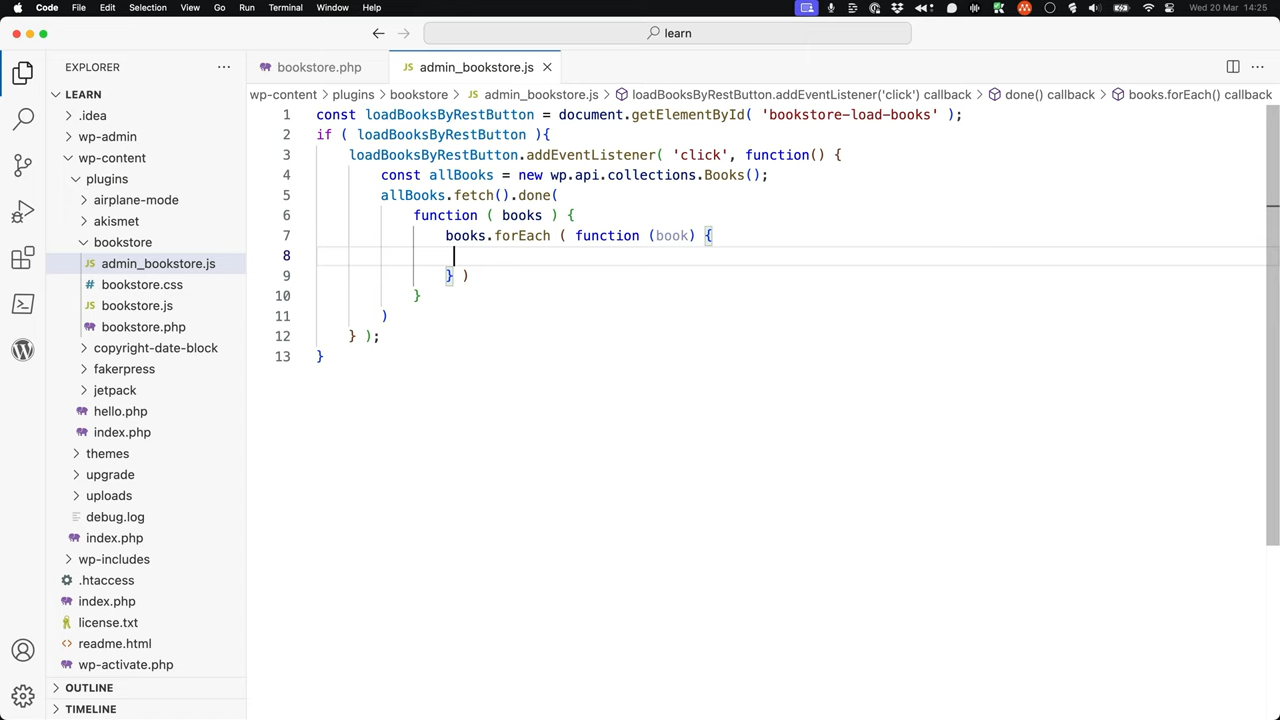 Code File Edit Selection View Go Run Terminal Window Help
Wed 20 Mar 14:25
learn
EXPLORER
bookstore.php
JS admin_bookstore.js
wp-content > plugins > bookstore > JS admin_bookstore.js > loadBooksByRestButton.addEventListener('click') callback > done() callback > books.forEach() callback
LEARN
.idea
wp-admin
wp-content
plugins
airplane-mode
akismet
bookstore
JS admin_bookstore.js
# bookstore.css
JS bookstore.js
bookstore.php
copyright-date-block
fakerpress
jetpack
hello.php
index.php
themes
upgrade
uploads
debug.log
index.php
wp-includes
.htaccess
index.php
license.txt
readme.html
wp-activate.php
OUTLINE
TIMELINE
1 const loadBooksByRestButton = document.getElementById( 'bookstore-load-books' );
2 if ( loadBooksByRestButton ){
3 loadBooksByRestButton.addEventListener( 'click', function() {
4 const allBooks = new wp.api.collections.Books();
5 allBooks.fetch().done(
6 function ( books ) {
7 books.forEach ( function (book) {
8
9 } )
10 }
11 )
12 } );
13 }